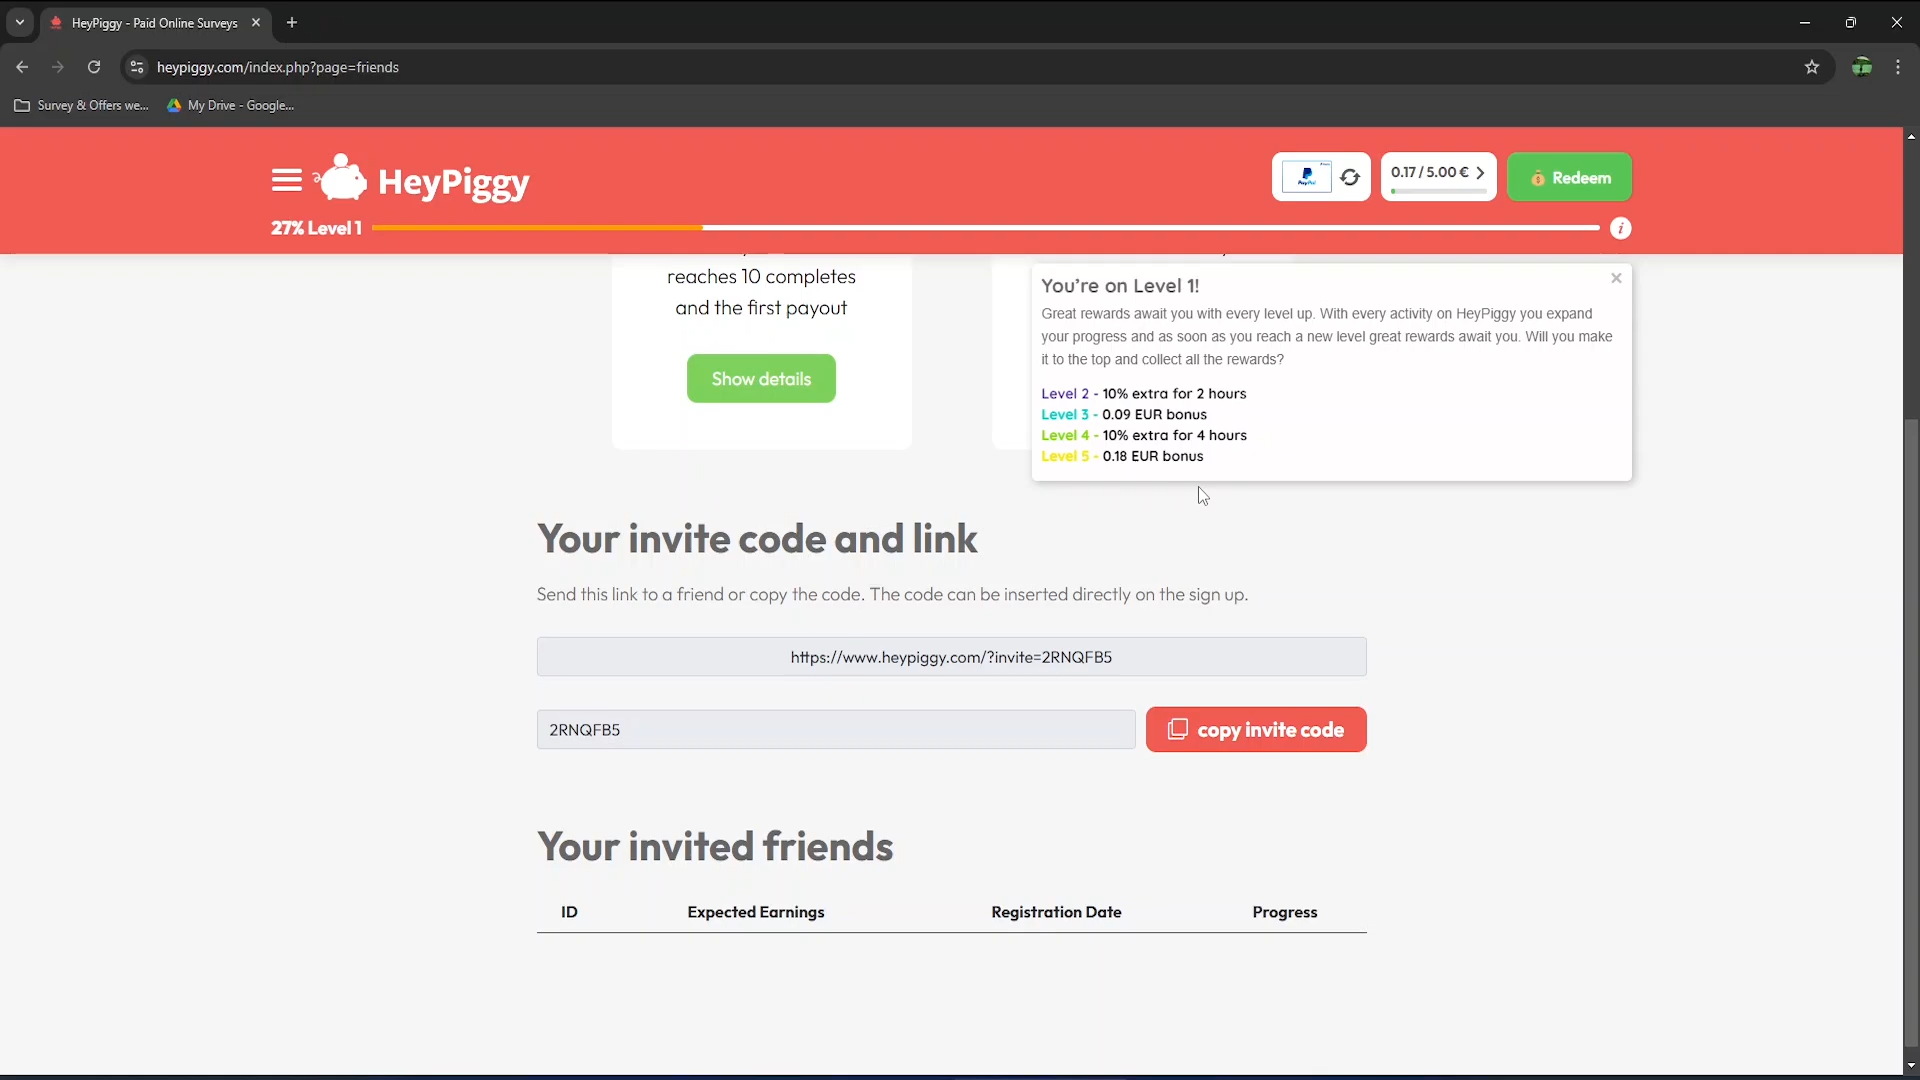 HeyPiggy - Paid Online Surveys
heypiggy.com/index.php?page=friends
Survey & Offers we...
My Drive - Google...
HeyPiggy
0.17 / 5.00 €
Redeem
27% Level 1
reaches 10 completes
and the first payout
Show details
You're on Level 1!
Great rewards await you with every level up. With every activity on HeyPiggy you expand
your progress and as soon as you reach a new level great rewards await you. Will you make
it to the top and collect all the rewards?
Level 2 - 10% extra for 2 hours
Level 3 - 0.09 EUR bonus
Level 4 - 10% extra for 4 hours
Level 5 - 0.18 EUR bonus
Your invite code and link
Send this link to a friend or copy the code. The code can be inserted directly on the sign up.
https://www.heypiggy.com/?invite=2RNQFB5
2RNQFB5
copy invite code
Your invited friends
ID Expected Earnings Registration Date Progress